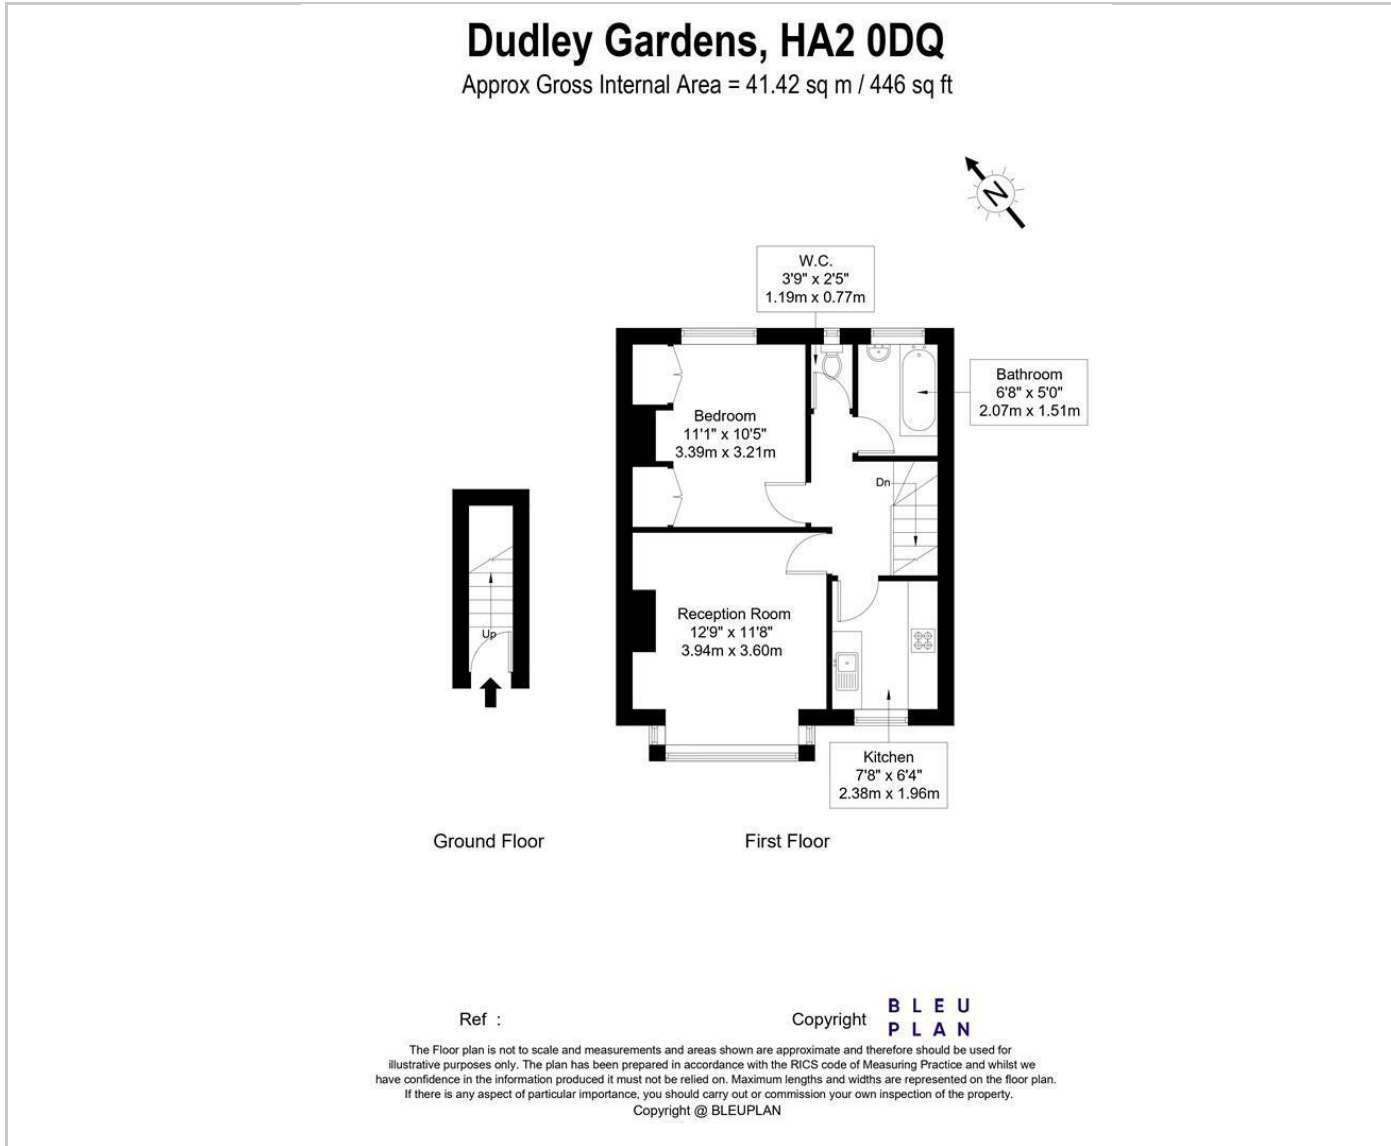 Dudley Gardens, HA2 0DQ
Approx Gross Internal Area = 41.42 sq m / 446 sq ft
N
W.C.
3'9" x 2'5"
1.19m x 0.77m
Bathroom
6'8" x 5'0"
2.07m x 1.51m
Bedroom
11'1" x 10'5"
3.39m x 3.21m
Dn
Reception Room
12'9" x 11'8"
3.94m x 3.60m
Up
Kitchen
7'8" x 6'4"
2.38m x 1.96m
Ground Floor
First Floor
Ref :
Copyright
BLEU
PLAN
The Floor plan is not to scale and measurements and areas shown are approximate and therefore should be used for
illustrative purposes only. The plan has been prepared in accordance with the RICS code of Measuring Practice and whilst we
have confidence in the information produced it must not be relied on. Maximum lengths and widths are represented on the floor plan.
If there is any aspect of particular importance, you should carry out or commission your own inspection of the property.
Copyright @ BLEUPLAN